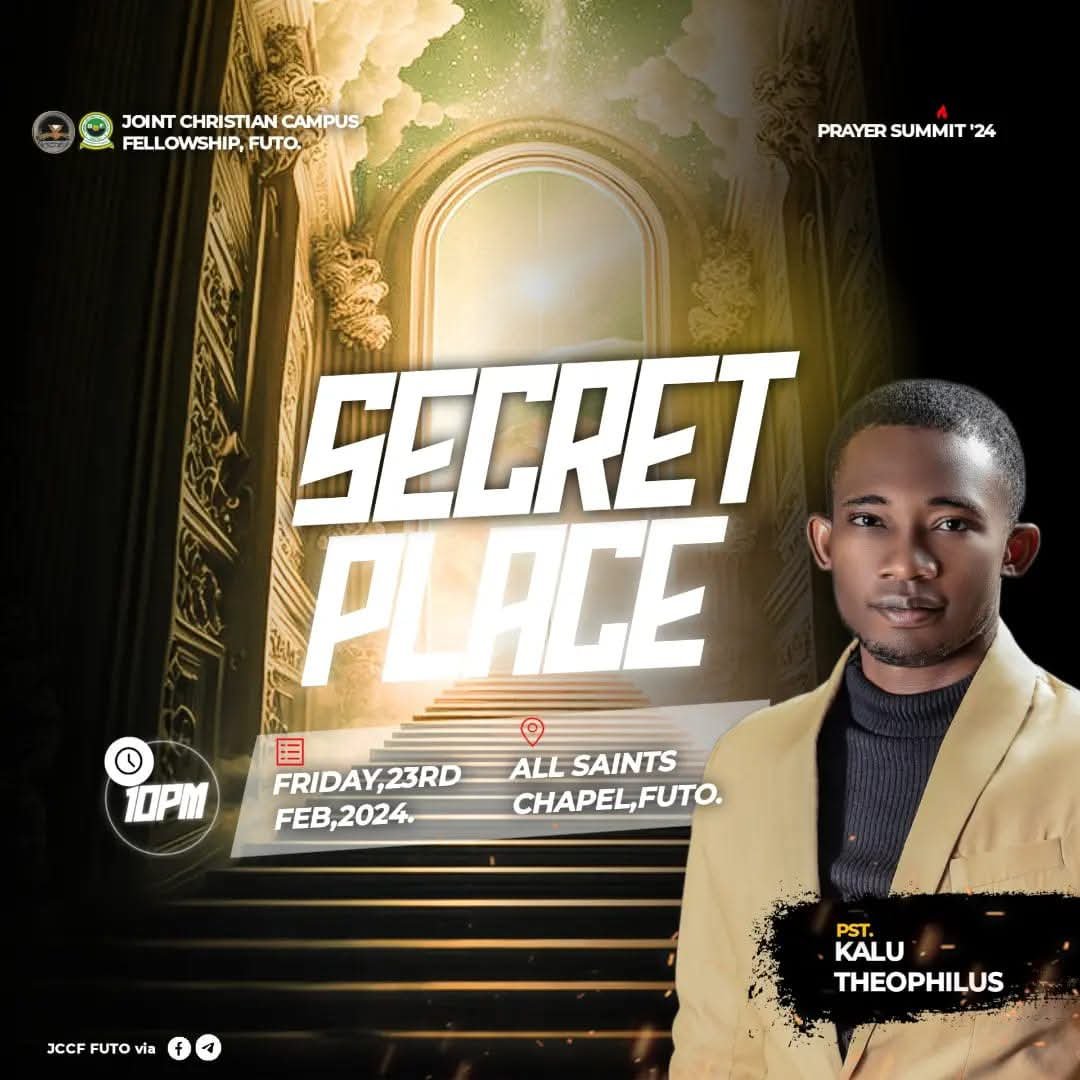 JOINT CHRISTIAN CAMPUS
FELLOWSHIP, FUTO.
PRAYER SUMMIT '24
SECRET
PLACE
10PM
FRIDAY,23RD
FEB,2024.
ALL SAINTS
CHAPEL,FUTO.
PST.
KALU
THEOPHILUS
JCCF FUTO via